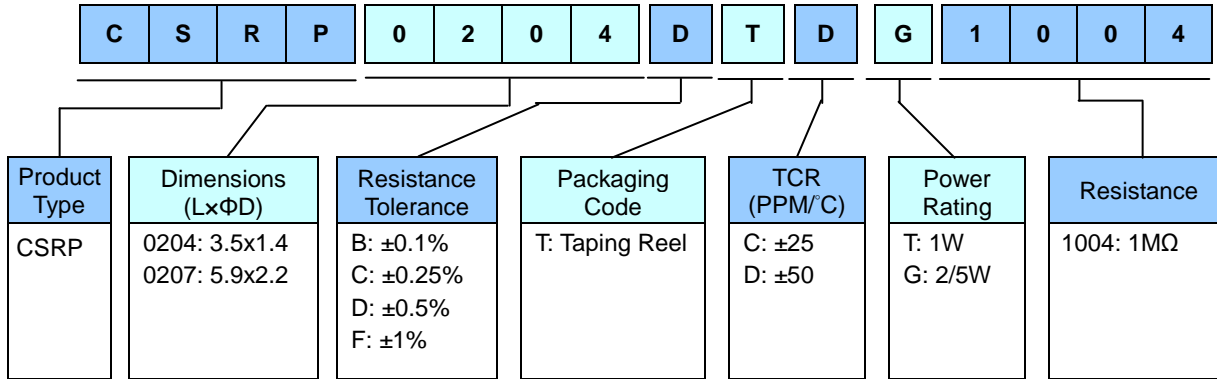 C S R P 0 2 0 4 D T D G 1 0 0 4
Product
Type
CSRP
Dimensions
(LxΦD)
0204: 3.5x1.4
0207: 5.9x2.2
Resistance
Tolerance
B: ±0.1%
C: ±0.25%
D: ±0.5%
F: ±1%
Packaging
Code
T: Taping Reel
TCR
(PPM/℃)
C: ±25
D: ±50
Power
Rating
T: 1W
G: 2/5W
Resistance
1004: 1MΩ